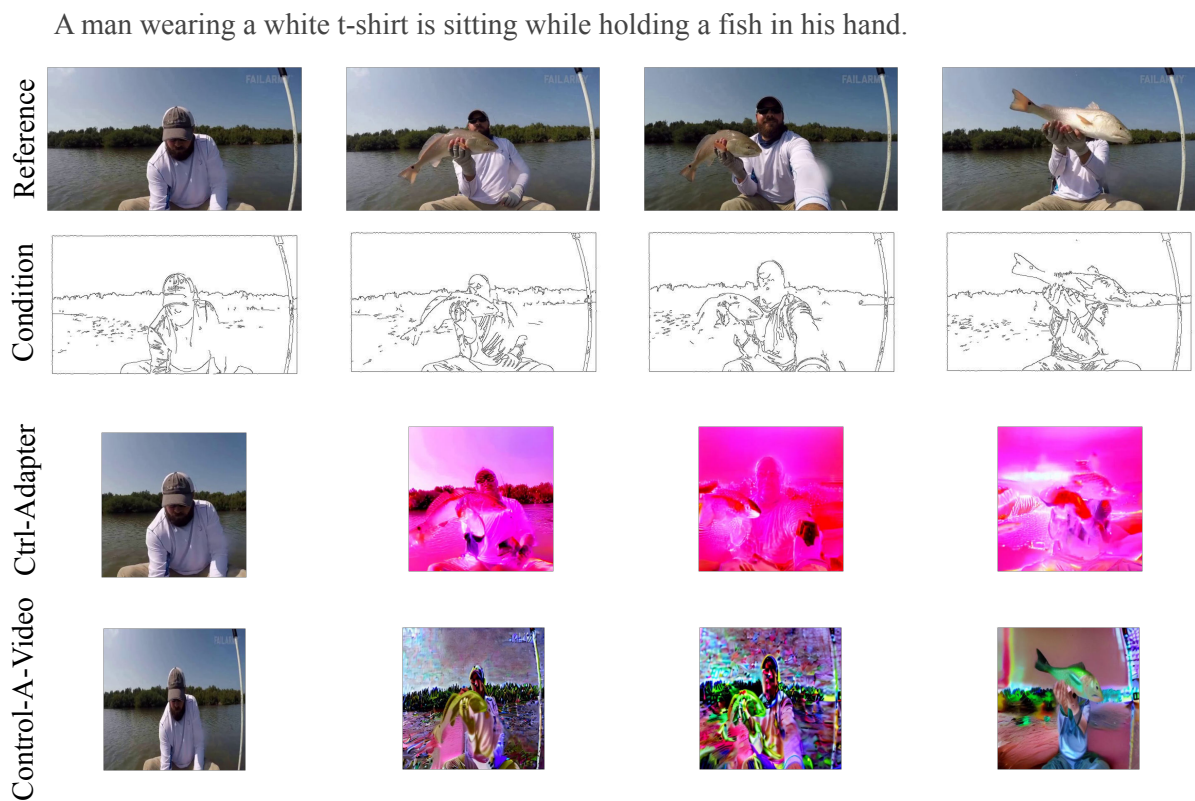 A man wearing a white t-shirt is sitting while holding a fish in his hand.
Reference
FAILARMY
FAILARMY
FAILARMY
FAILARMY
Condition
Ctrl-Adapter
Control-A-Video